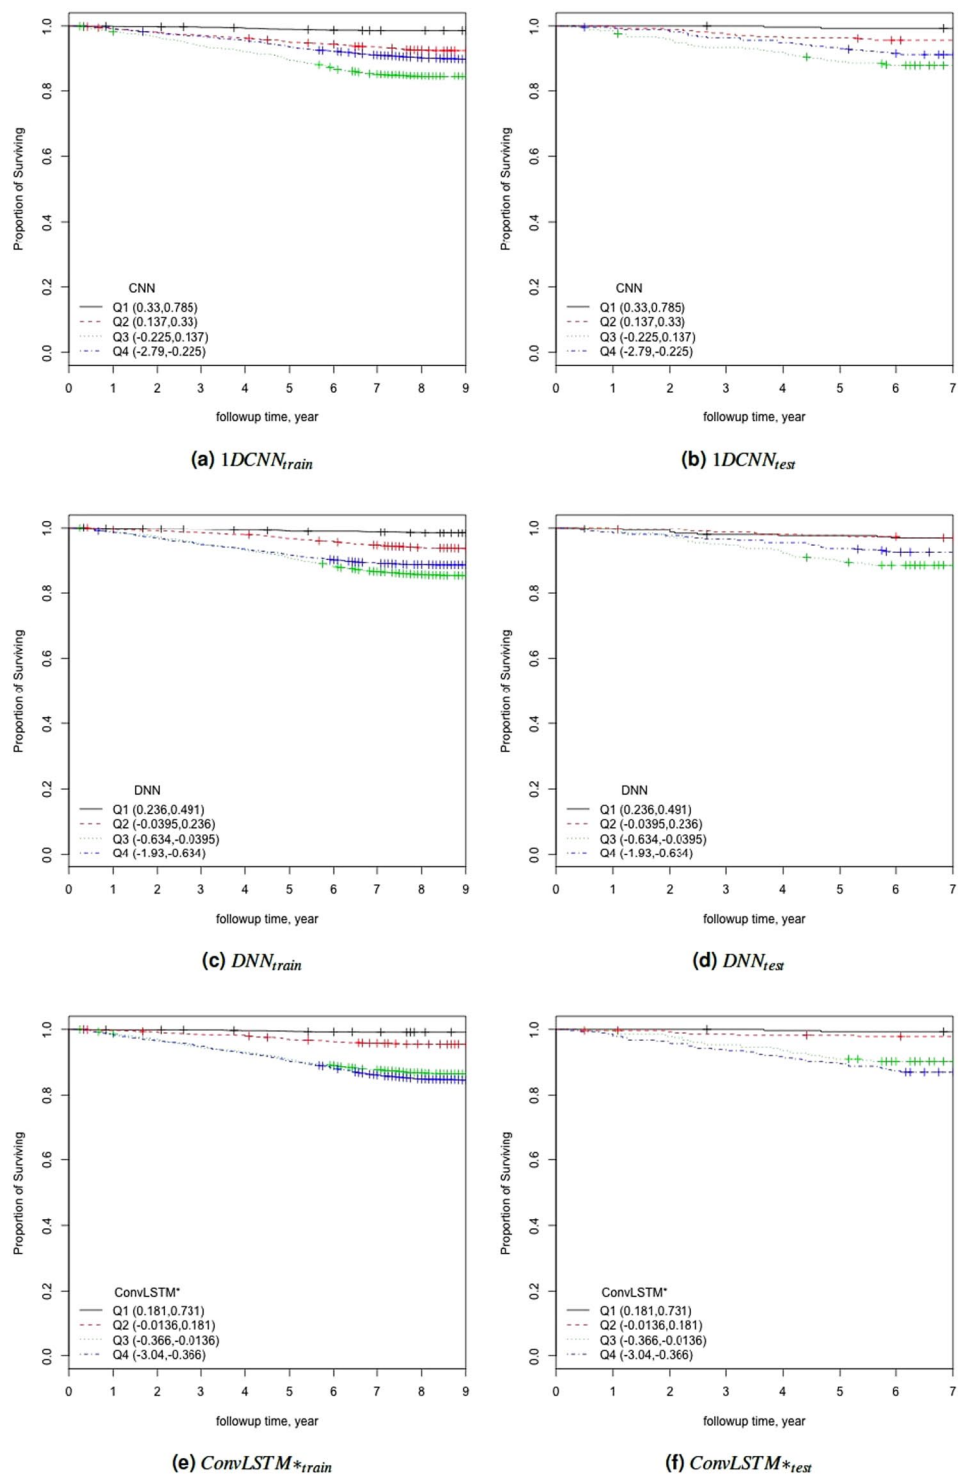 1.0
0.8
0.6
0.4
0.2
0.0
Proportion of Surviving
CNN
Q1 (0.33,0.785)
Q2 (0.137,0.33)
Q3 (-0.225,0.137)
Q4 (-2.79,-0.225)
0 1 2 3 4 5 6 7 8 9
followup time, year
(a) 1DCNNtrain
1.0
0.8
0.6
0.4
0.2
0.0
Proportion of Surviving
CNN
Q1 (0.33,0.785)
Q2 (0.137,0.33)
Q3 (-0.225,0.137)
Q4 (-2.79,-0.225)
0 1 2 3 4 5 6 7
followup time, year
(b) 1DCNNtest
1.0
0.8
0.6
0.4
0.2
0.0
Proportion of Surviving
DNN
Q1 (0.236,0.491)
Q2 (-0.0395,0.236)
Q3 (-0.634,-0.0395)
Q4 (-1.93,-0.634)
0 1 2 3 4 5 6 7 8 9
followup time, year
(c) DNNtrain
1.0
0.8
0.6
0.4
0.2
0.0
Proportion of Surviving
DNN
Q1 (0.236,0.491)
Q2 (-0.0395,0.236)
Q3 (-0.634,-0.0395)
Q4 (-1.93,-0.634)
0 1 2 3 4 5 6 7
followup time, year
(d) DNNtest
1.0
0.8
0.6
0.4
0.2
0.0
Proportion of Surviving
ConvLSTM*
Q1 (0.181,0.731)
Q2 (-0.0136,0.181)
Q3 (-0.366,-0.0136)
Q4 (-3.04,-0.366)
0 1 2 3 4 5 6 7 8 9
followup time, year
(e) ConvLSTM*train
1.0
0.8
0.6
0.4
0.2
0.0
Proportion of Surviving
ConvLSTM*
Q1 (0.181,0.731)
Q2 (-0.0136,0.181)
Q3 (-0.366,-0.0136)
Q4 (-3.04,-0.366)
0 1 2 3 4 5 6 7
followup time, year
(f) ConvLSTM*test